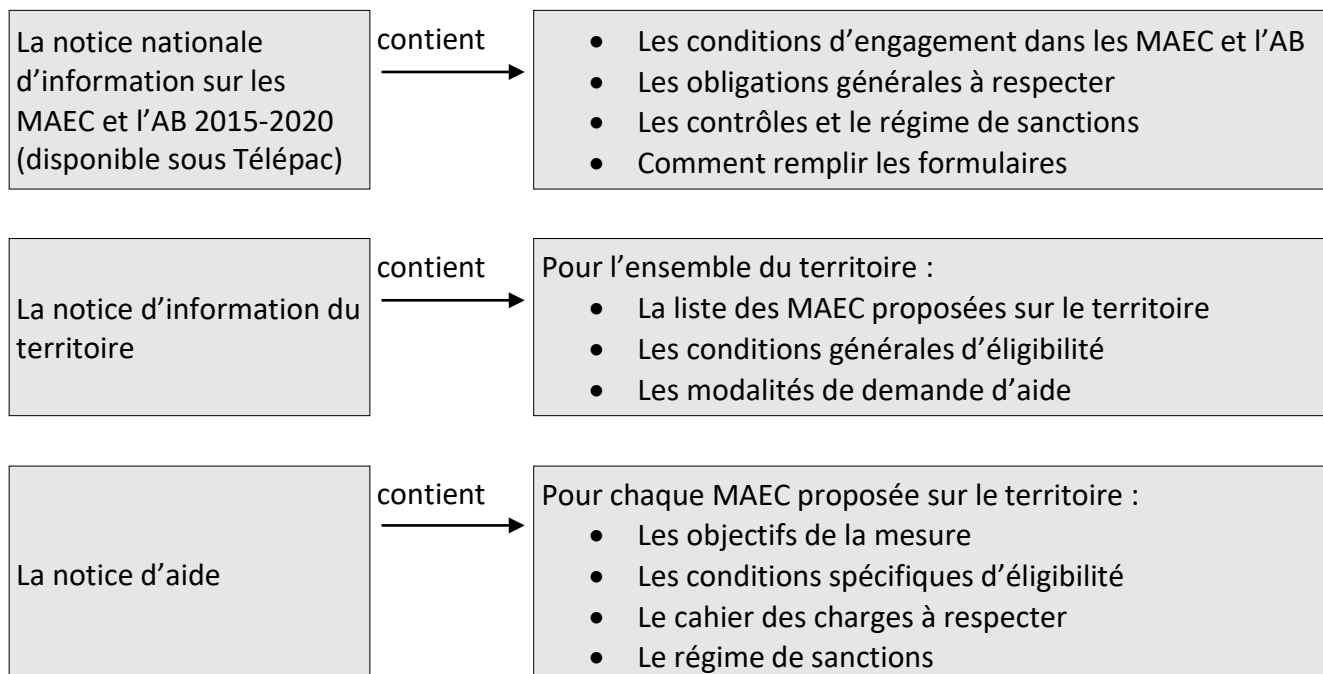 La notice nationale
d’information sur les
MAEC et l’AB 2015-2020
(disponible sous Télépac)
contient
• Les conditions d’engagement dans les MAEC et l’AB
• Les obligations générales à respecter
• Les contrôles et le régime de sanctions
• Comment remplir les formulaires
La notice d’information du
territoire
contient
Pour l’ensemble du territoire :
• La liste des MAEC proposées sur le territoire
• Les conditions générales d’éligibilité
• Les modalités de demande d’aide
La notice d’aide
contient
Pour chaque MAEC proposée sur le territoire :
• Les objectifs de la mesure
• Les conditions spécifiques d’éligibilité
• Le cahier des charges à respecter
• Le régime de sanctions